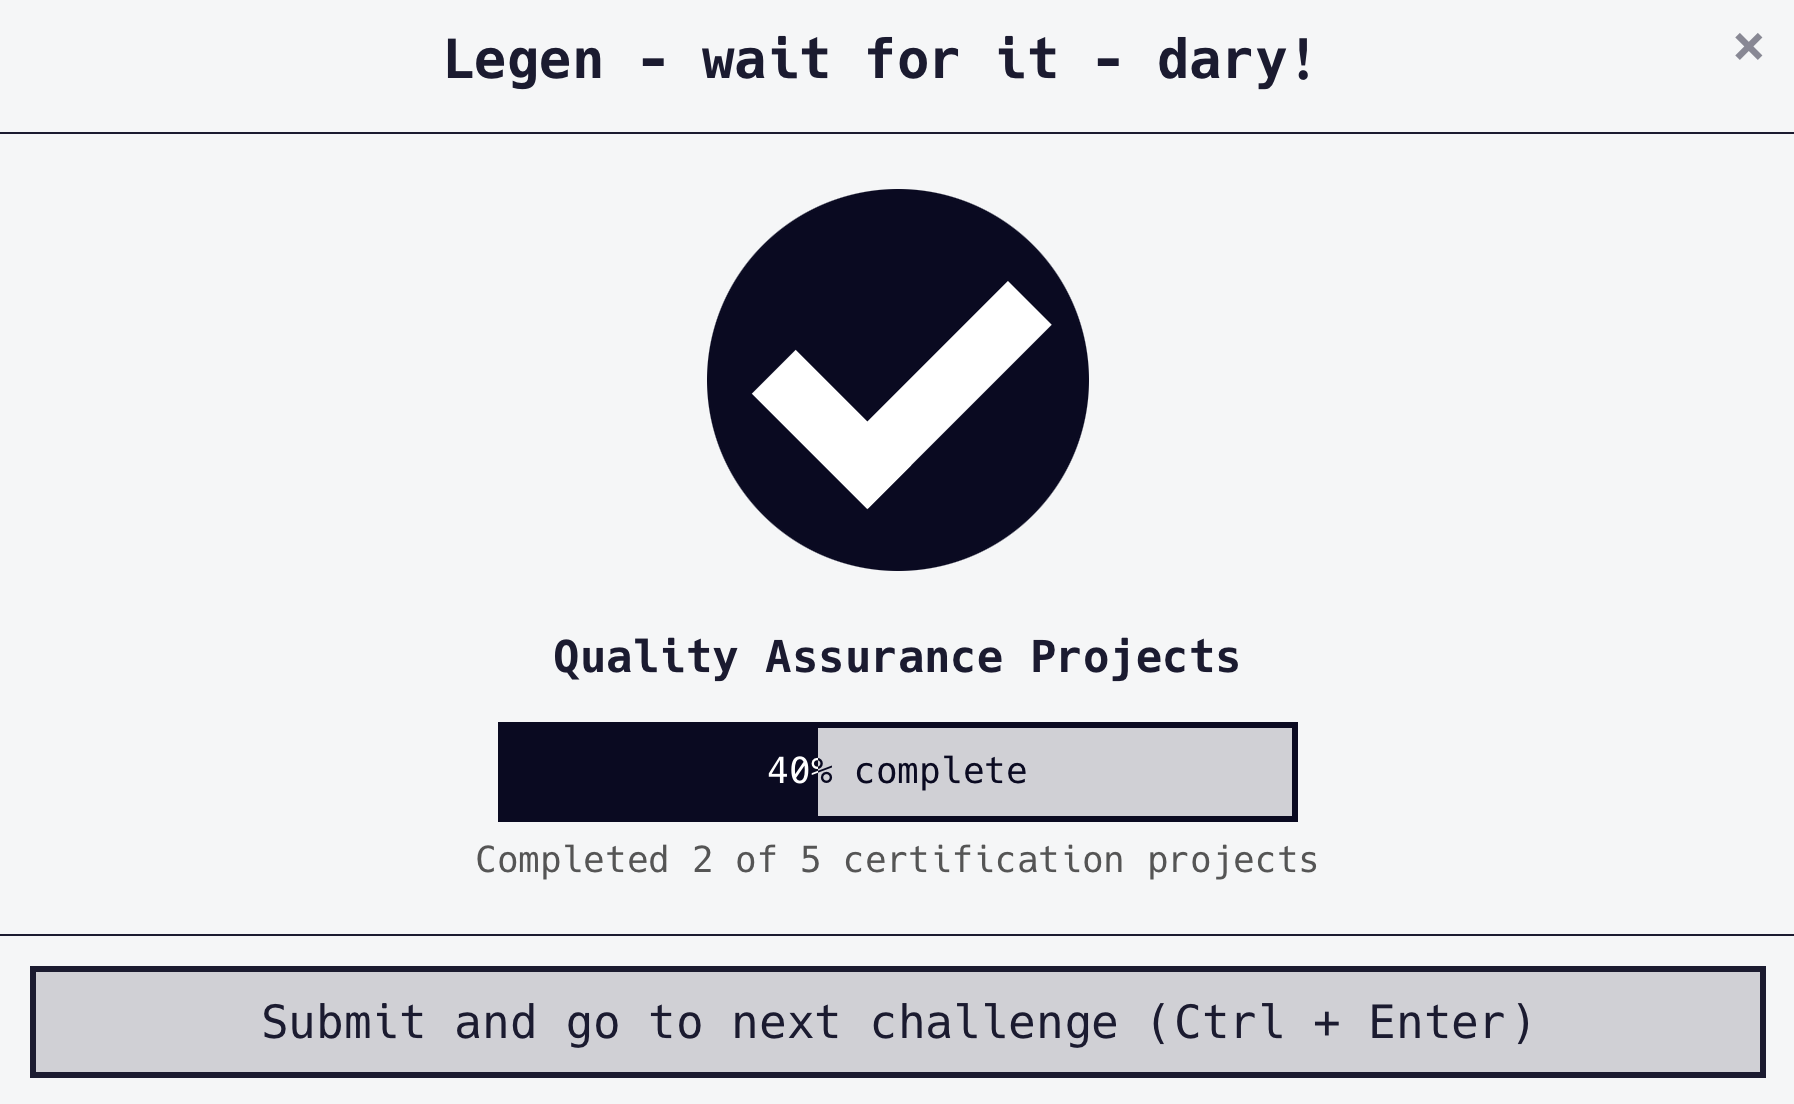 Legen - wait for it - dary!
×
Quality Assurance Projects
40% complete
Completed 2 of 5 certification projects
Submit and go to next challenge (Ctrl + Enter)